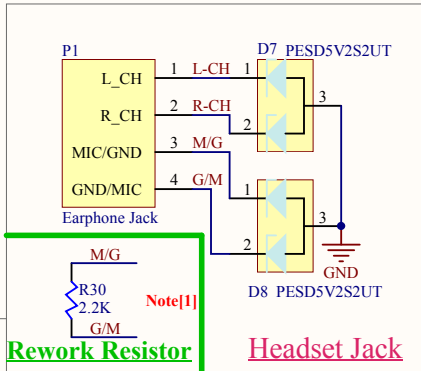 P1
D7 PESD5V2S2UT
L_CH 1 L-CH 1
R_CH 2 R-CH 2
3
MIC/GND 3 M/G
GND/MIC 4 G/M
1
2
3
Earphone Jack
GND
D8 PESD5V2S2UT
M/G
R30
2.2K
Note[1]
G/M
Rework Resistor
Headset Jack